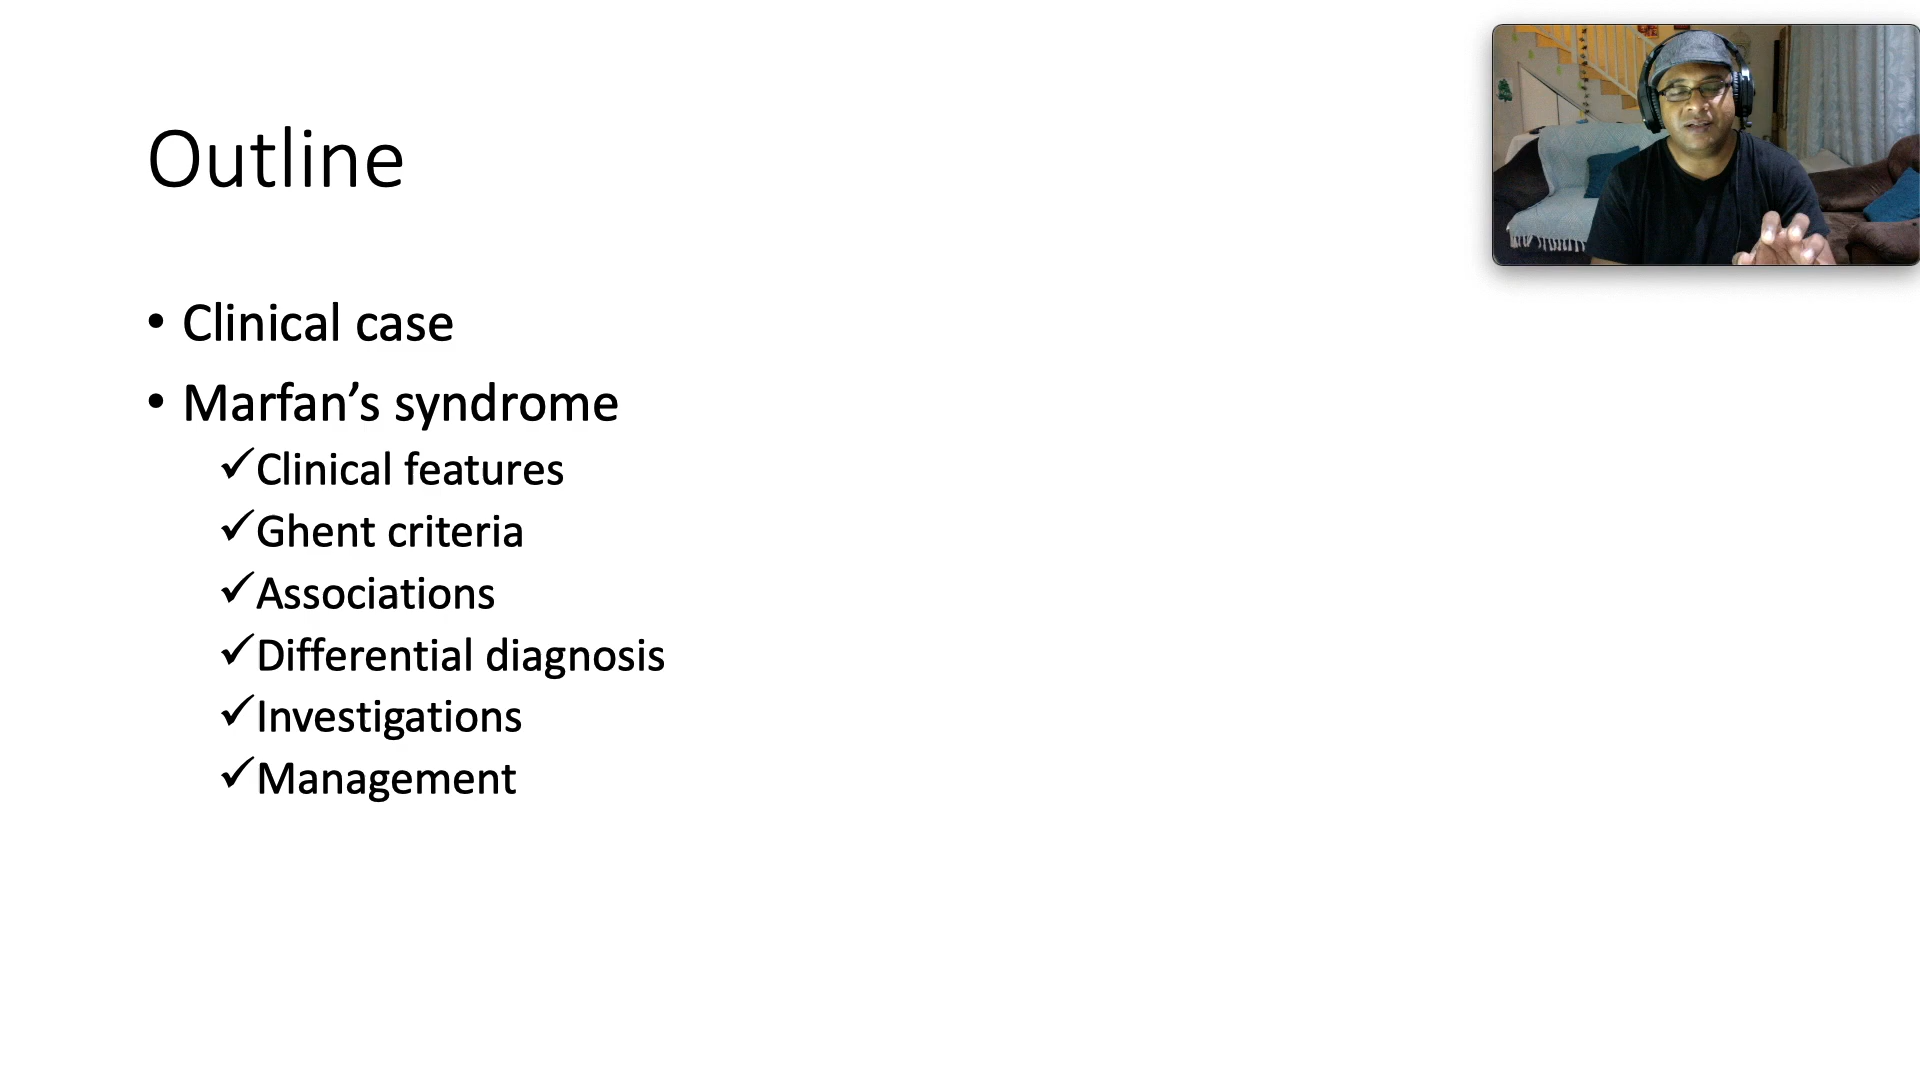 Outline
• Clinical case
• Marfan’s syndrome
✓Clinical features
✓Ghent criteria
✓Associations
✓Differential diagnosis
✓Investigations
✓Management